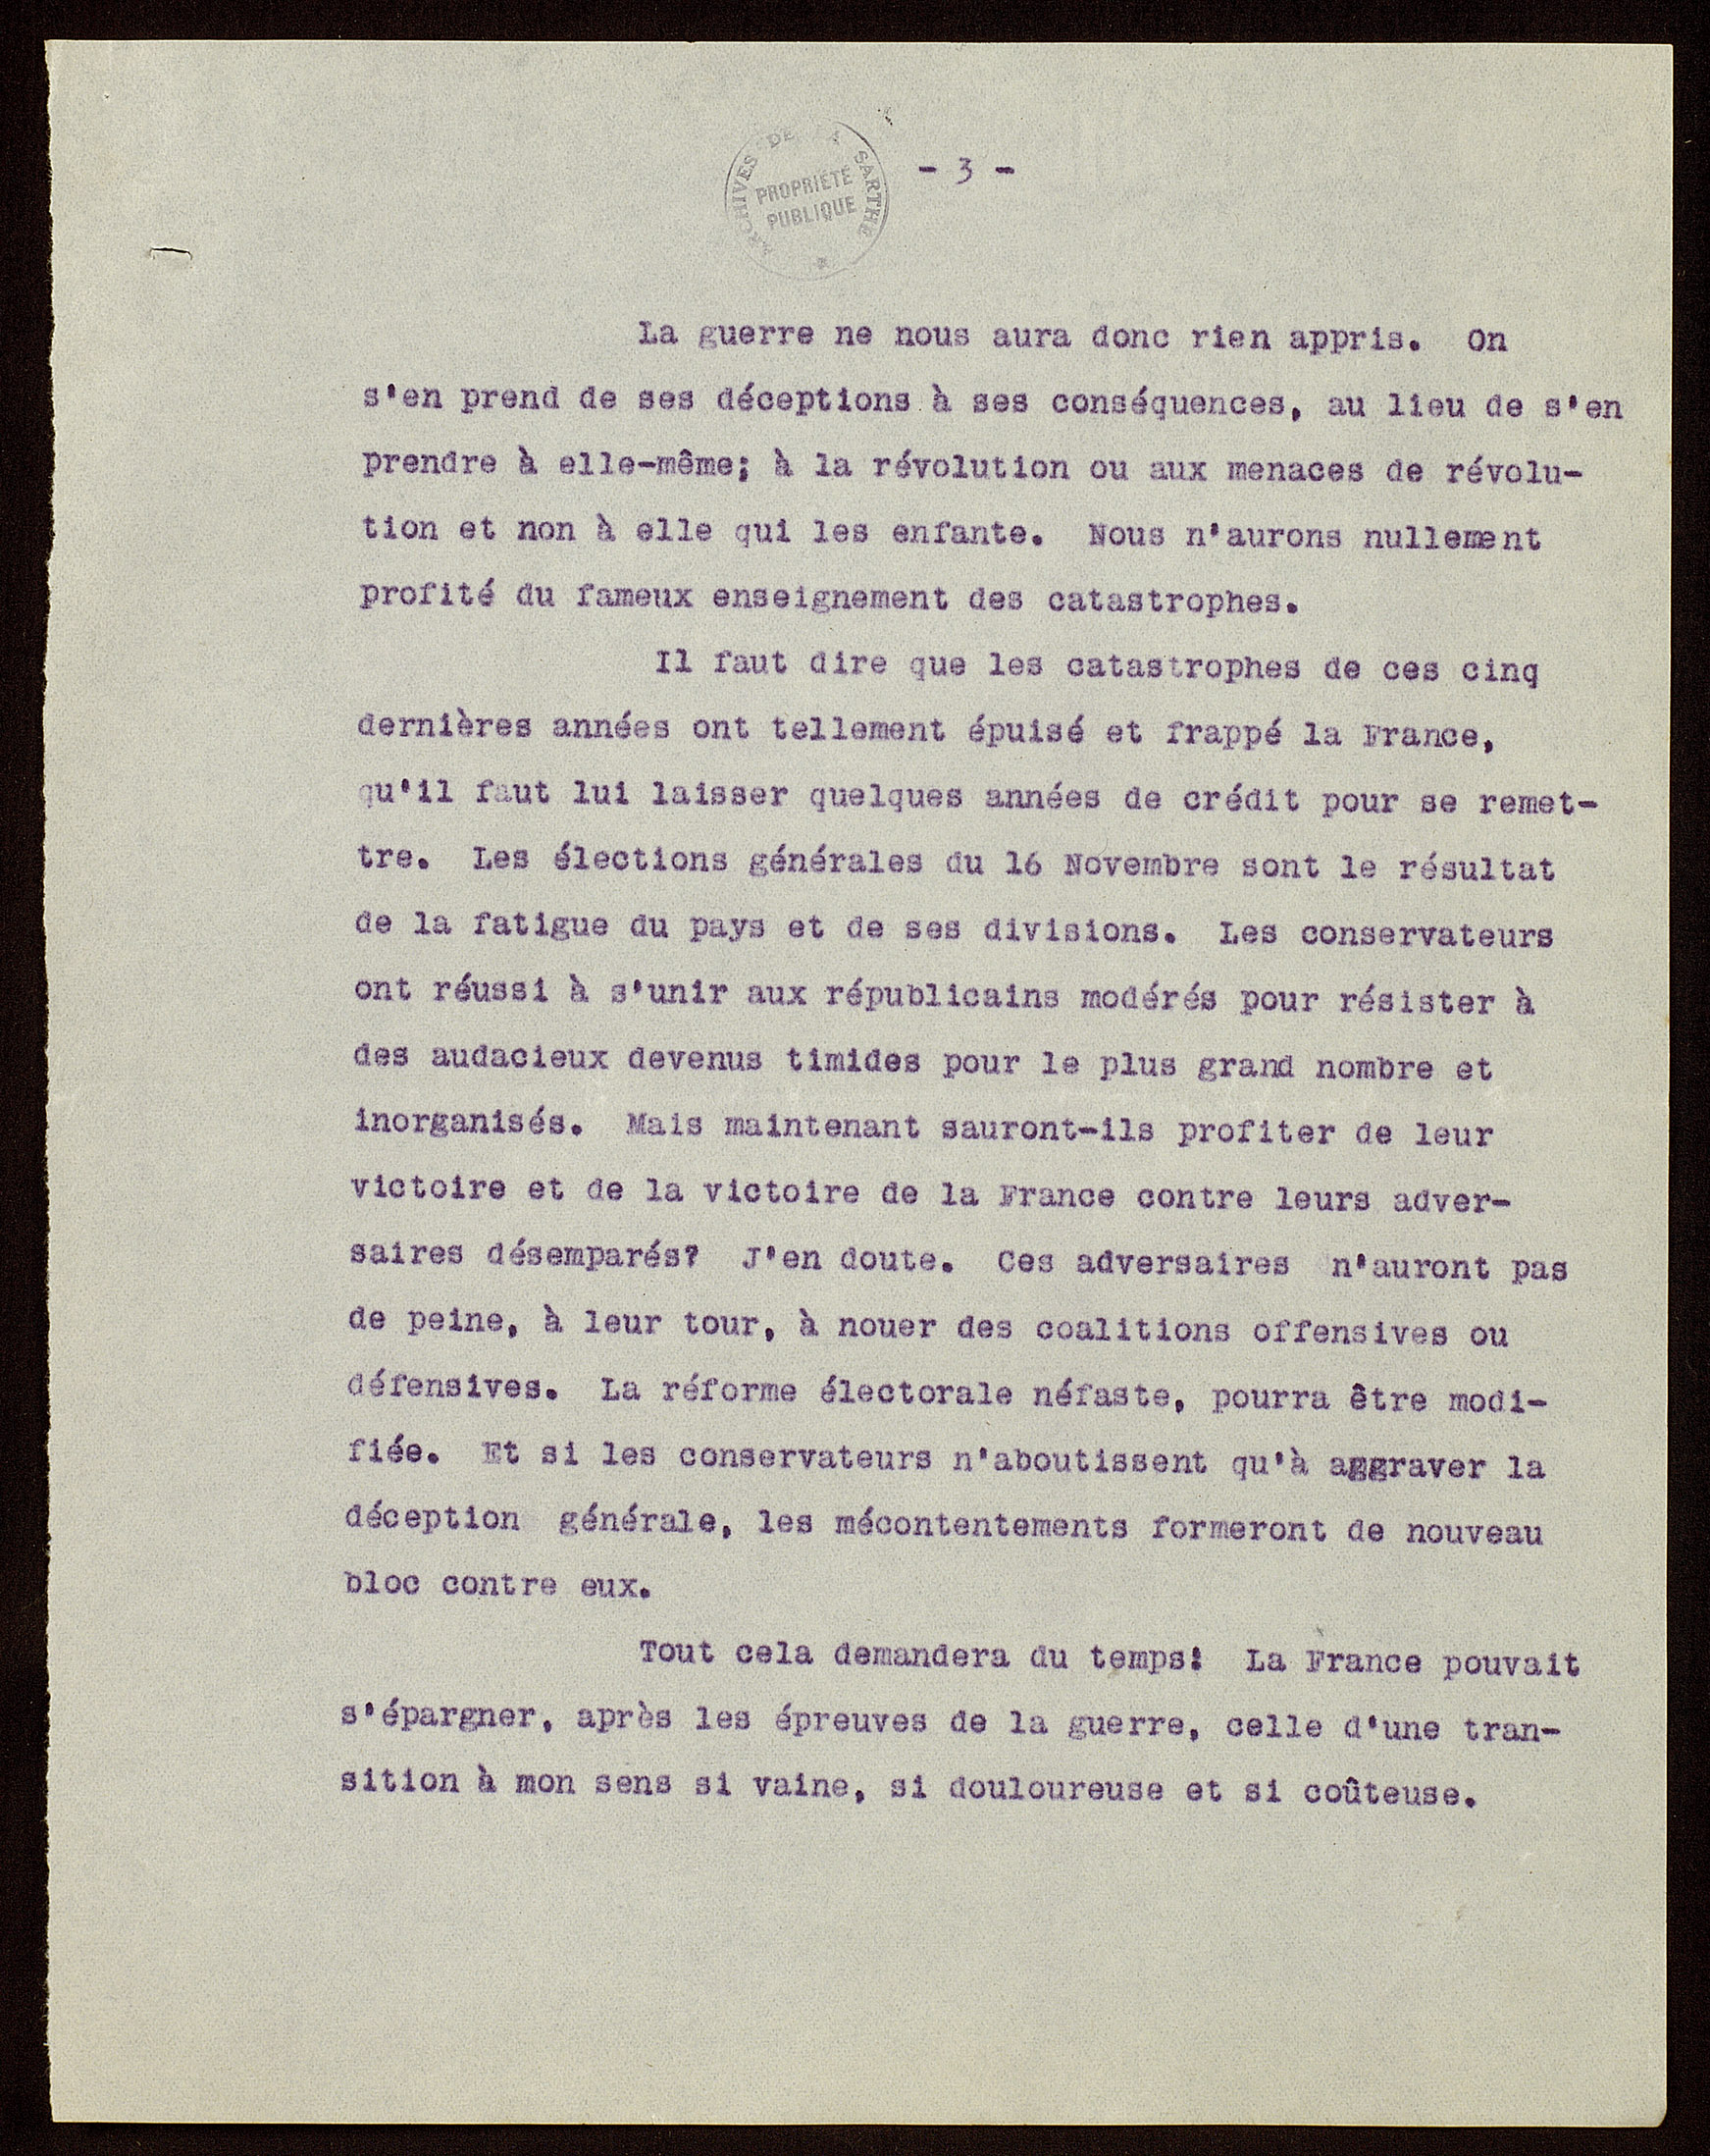 ARCHIVES DE LA SARTHE
PROPRIÉTÉ
PUBLIQUE
- 3 -
La guerre ne nous aura donc rien appris. On
s'en prend de ses déceptions à ses conséquences, au lieu de s'en
prendre à elle-même; à la révolution ou aux menaces de révolu-
tion et non à elle qui les enfante. Nous n'aurons nullement
profité du fameux enseignement des catastrophes.
Il faut dire que les catastrophes de ces cinq
dernières années ont tellement épuisé et frappé la France,
qu'il faut lui laisser quelques années de crédit pour se remet-
tre. Les élections générales du 16 Novembre sont le résultat
de la fatigue du pays et de ses divisions. Les conservateurs
ont réussi à s'unir aux républicains modérés pour résister à
des audacieux devenus timides pour le plus grand nombre et
inorganisés. Mais maintenant sauront-ils profiter de leur
victoire et de la victoire de la France contre leurs adver-
saires désemparés? J'en doute. Ces adversaires n'auront pas
de peine, à leur tour, à nouer des coalitions offensives ou
défensives. La réforme électorale néfaste, pourra être modi-
fiée. Et si les conservateurs n'aboutissent qu'à aggraver la
déception générale, les mécontentements formeront de nouveau
bloc contre eux.
Tout cela demandera du temps! La France pouvait
s'épargner, après les épreuves de la guerre, celle d'une tran-
sition à mon sens si vaine, si douloureuse et si coûteuse.